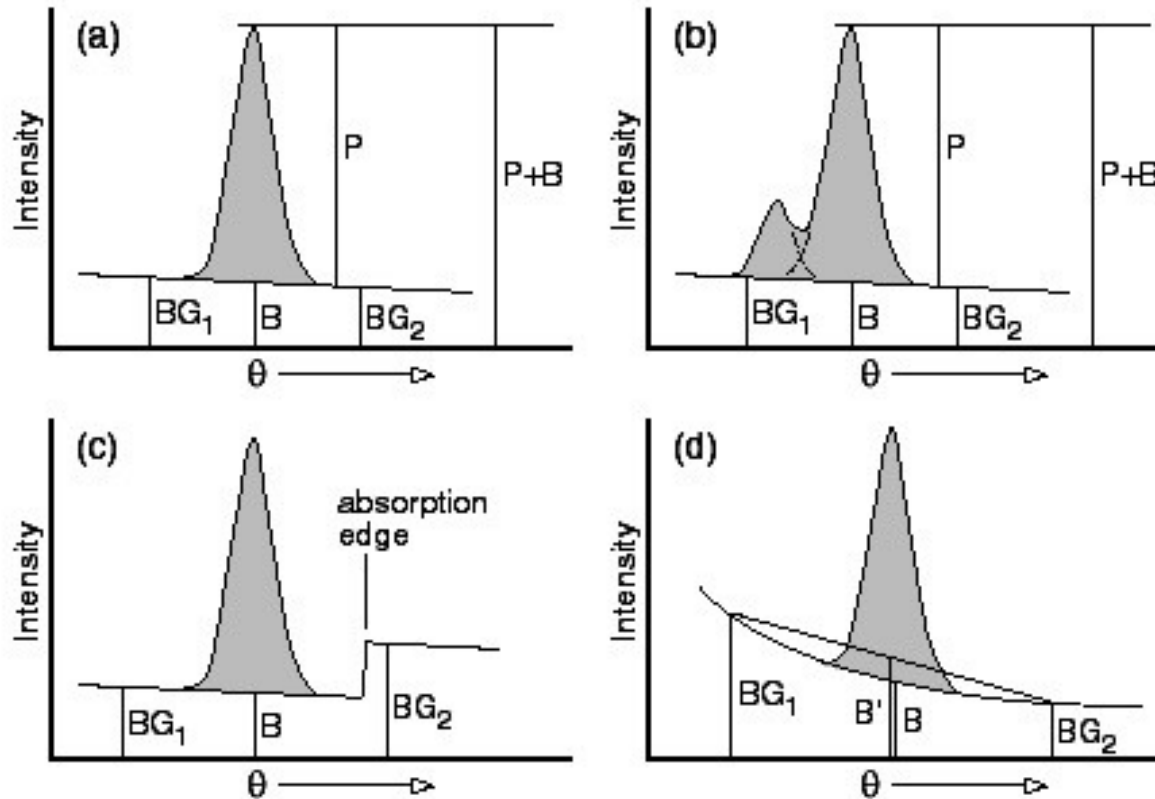 (a)
Intensity
P
P+B
BG₁
B
BG₂
θ
(b)
Intensity
P
P+B
BG₁
B
BG₂
θ
(c)
absorption
edge
Intensity
BG₁
B
BG₂
θ
(d)
Intensity
BG₁
B'
B
BG₂
θ